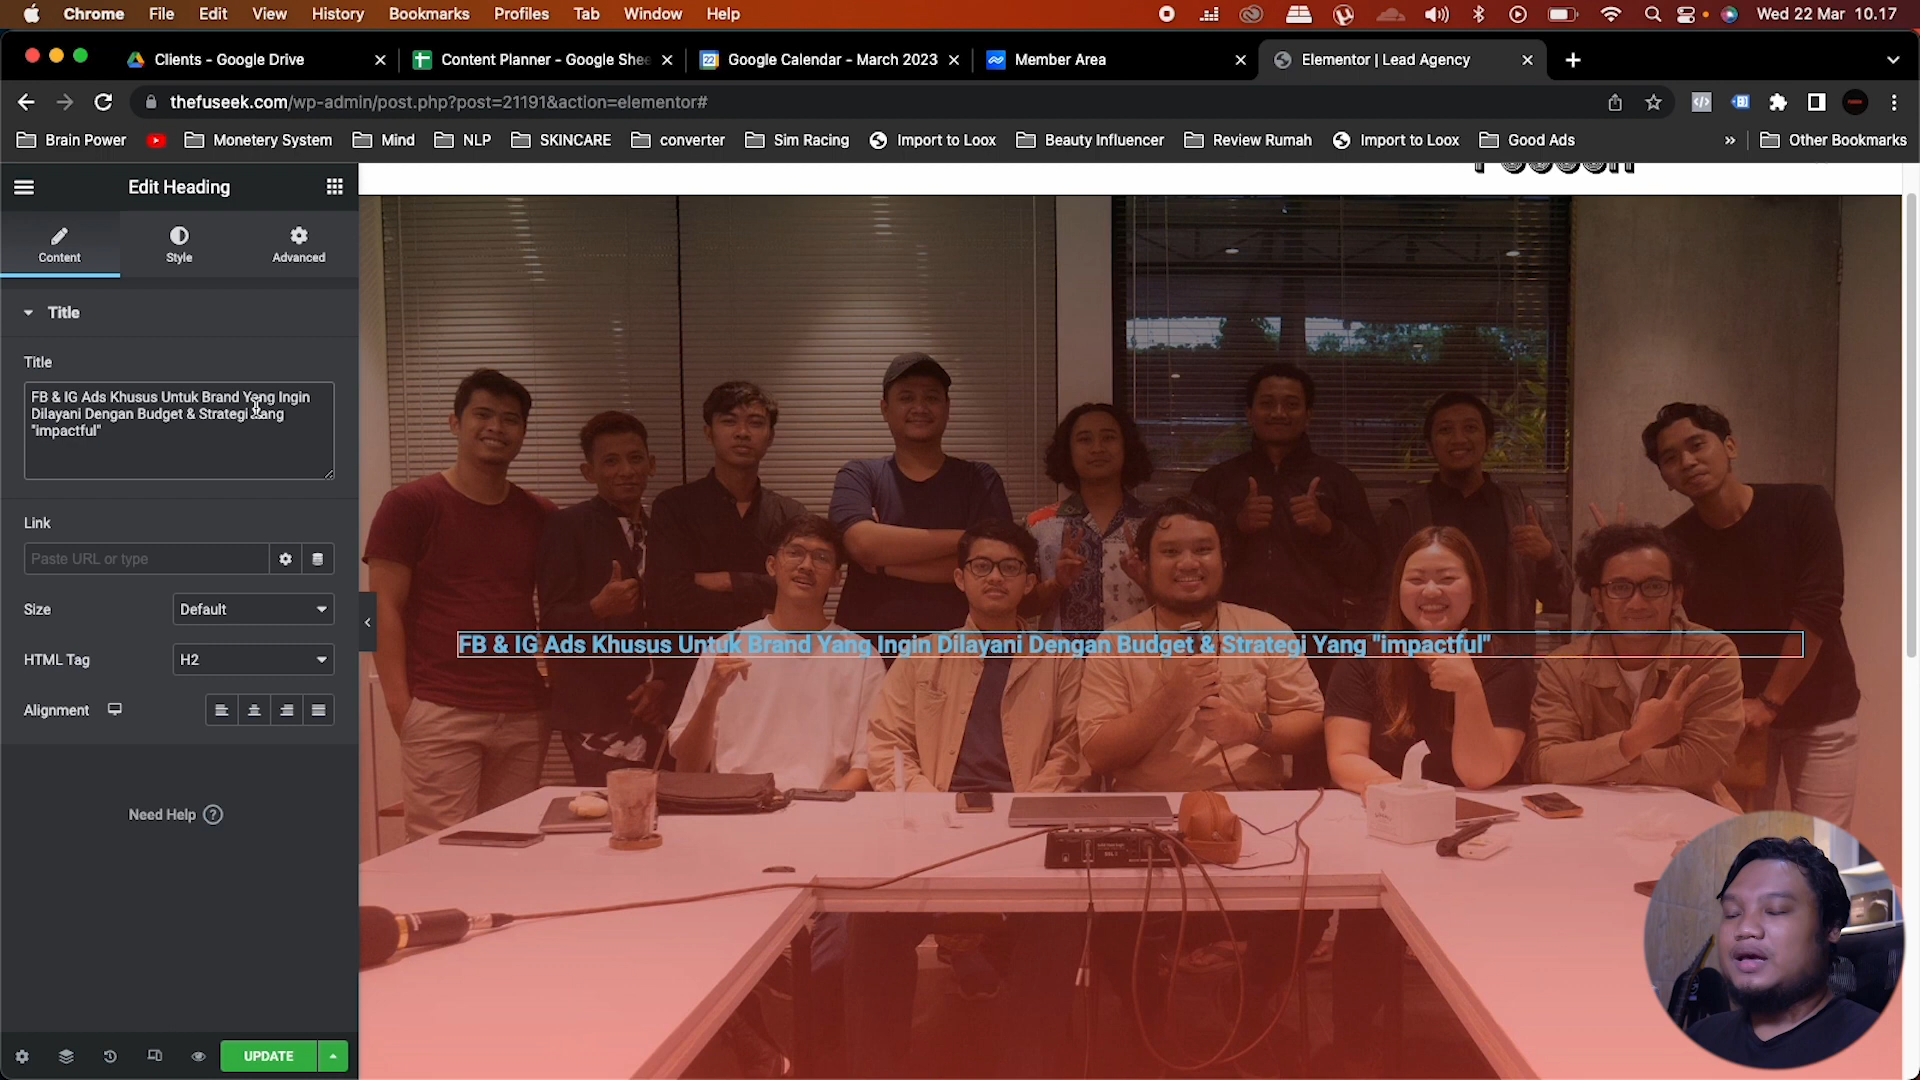 Chrome File Edit View History Bookmarks Profiles Tab Window Help Wed 22 Mar 10.17
Clients - Google Drive Content Planner - Google She Google Calendar - March 2023 Member Area Elementor | Lead Agency
thefuseek.com/wp-admin/post.php?post=21191&action=elementor#
Brain Power Monetery System Mind NLP SKINCARE converter Sim Racing Import to Loox Beauty Influencer Review Rumah Import to Loox Good Ads » Other Bookmarks
Edit Heading
Content Style Advanced
Title
Title
FB & IG Ads Khusus Untuk Brand Yang Ingin
Dilayani Dengan Budget & Strategi Yang
"impactful"
Link
Paste URL or type
Size Default
HTML Tag H2
Alignment
Need Help
UPDATE
FB & IG Ads Khusus Untuk Brand Yang Ingin Dilayani Dengan Budget & Strategi Yang "impactful"